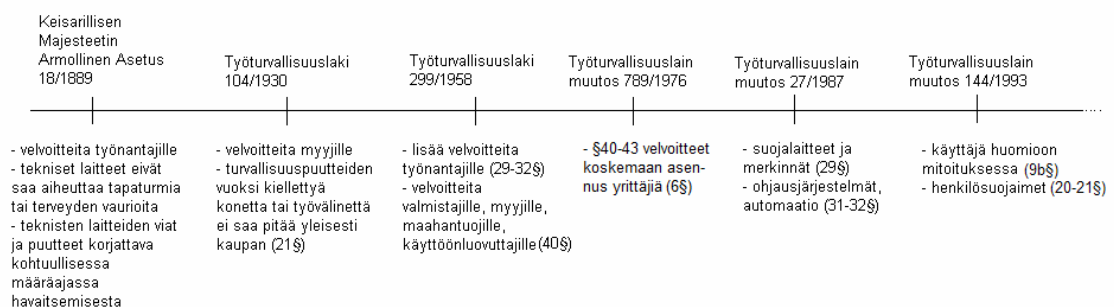 Keisarillisen
Majesteetin
Armollinen Asetus
18/1889
Työturvallisuuslaki
104/1930
Työturvallisuuslaki
299/1958
Työturvallisuuslain
muutos 789/1976
Työturvallisuuslain
muutos 27/1987
Työturvallisuuslain
muutos 144/1993
- velvoitteita työnantajille
- tekniset laitteet eivät
saa aiheuttaa tapaturmia
tai terveyden vaurioita
- teknisten laitteiden viat
ja puutteet korjattava
kohtuullisessa
määräajassa
havaitsemisesta
- velvoitteita myyjille
- turvallisuuspuutteiden
vuoksi kiellettyä
konetta tai työvälinettä
ei saa pitää yleisesti
kaupan (21§)
- lisää velvoitteita
työnantajille (29-32§)
- velvoitteita
valmistajille, myyjille,
maahantuojille,
käyttöönluovuttajille(40§)
- §40-43 velvoitteet
koskemaan asen-
nus yrittäjiä(6§)
- suojalaitteet ja
merkinnät (29§)
- ohjausjärjestelmät,
automaatio (31-32§)
- käyttäjä huomioon
mitoituksessa (9b§)
- henkilösuojaimet (20-21§)